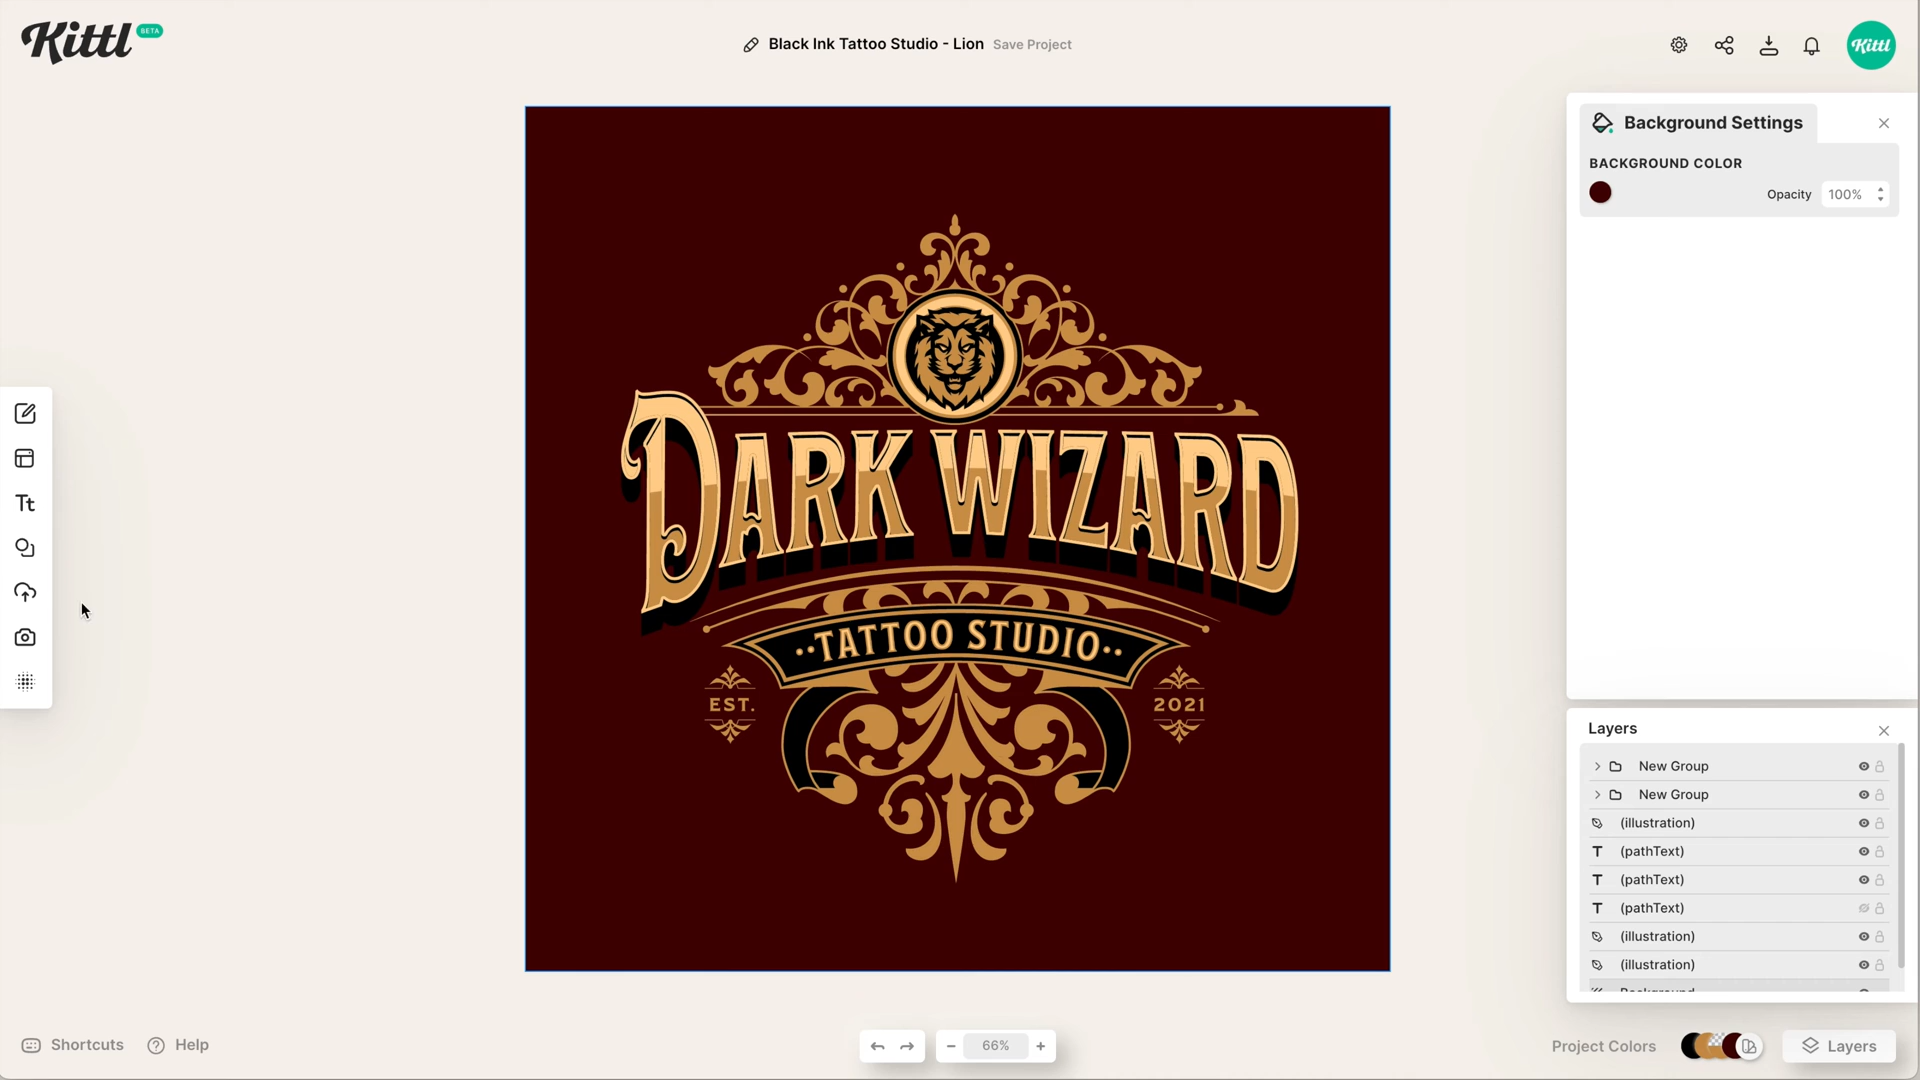 Kittl BETA
Black Ink Tattoo Studio - Lion Save Project
Kittl
Background Settings
BACKGROUND COLOR
Opacity 100%
DARK WIZARD
··TATTOO STUDIO··
EST.
2021
Tt
Layers
New Group
New Group
(illustration)
T (pathText)
T (pathText)
T (pathText)
(illustration)
(illustration)
Background
Shortcuts
? Help
66%
Project Colors
Layers